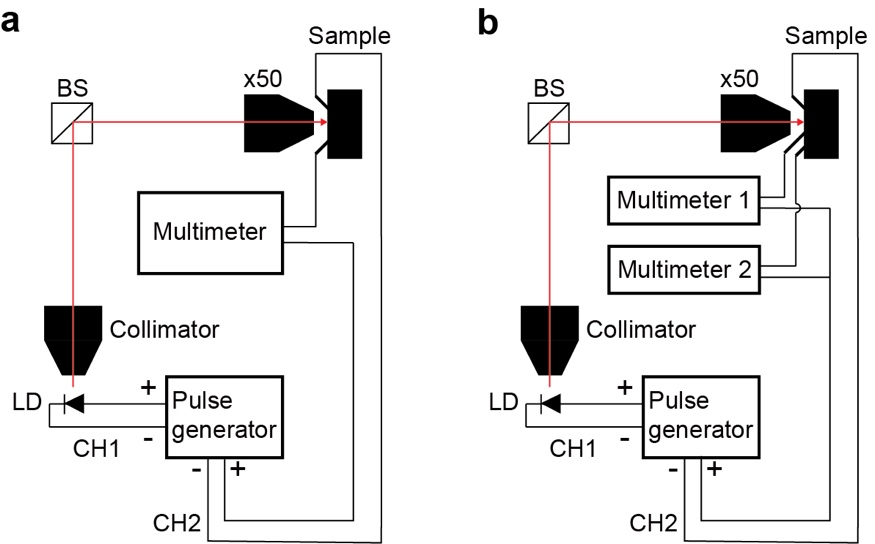 a
Sample
x50
BS
Multimeter
Collimator
LD
+
-
Pulse
generator
CH1
- +
CH2
b
Sample
x50
BS
Multimeter 1
Multimeter 2
Collimator
LD
+
-
Pulse
generator
CH1
- +
CH2